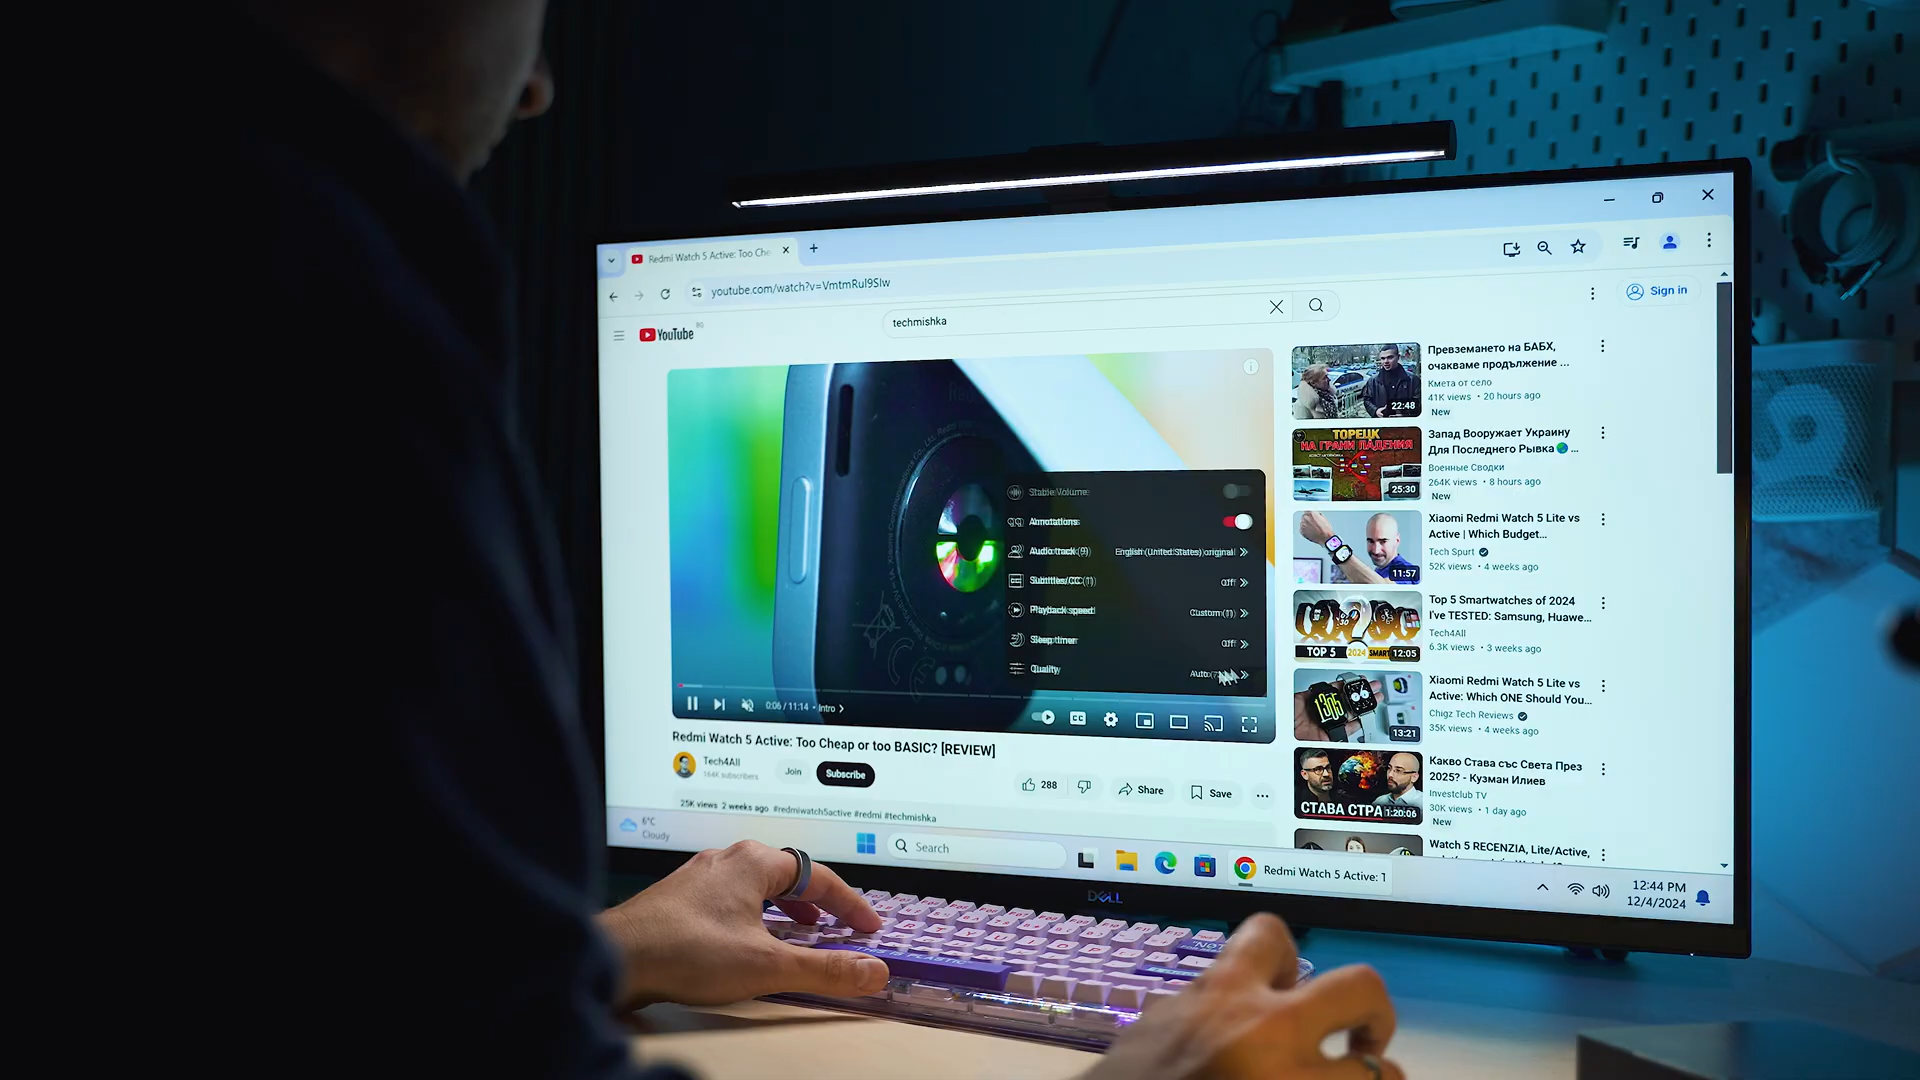 Redmi Watch 5 Active: Too Che
youtube.com/watch?v=VmtmRul9SIw
Sign in
YouTube
BG
techmishka
Stable Volume
Annotations
Audio track (9)
English (United States) original
Subtitles/CC (1)
Off
Playback speed
Custom (1)
Sleep timer
Off
Quality
Auto
0:06 / 11:14 • Intro
CC
Redmi Watch 5 Active: Too Cheap or too BASIC? [REVIEW]
Tech4All
164K subscribers
Join
Subscribe
288
Share
Save
25K views 2 weeks ago #redmiwatch5active #redmi #techmishka
22:48
Превземането на БАБХ,
очакваме продължение ...
Кмета от село
41K views • 20 hours ago
New
ТОРЕЦК
НА ГРАНИ ПАДЕНИЯ
25:30
Запад Вооружает Украину
Для Последнего Рывка ...
Военные Сводки
264K views • 8 hours ago
New
11:57
Xiaomi Redmi Watch 5 Lite vs
Active | Which Budget...
Tech Spurt
52K views • 4 weeks ago
TOP 5 2024 SMAR
12:05
Top 5 Smartwatches of 2024
I've TESTED: Samsung, Huawe...
Tech4All
6.3K views • 3 weeks ago
13:21
Xiaomi Redmi Watch 5 Lite vs
Active: Which ONE Should You...
Chigz Tech Reviews
35K views • 4 weeks ago
СТАВА СТРА
1:20:06
Какво Става със Света През
2025? - Кузман Илиев
Investclub TV
30K views • 1 day ago
New
Watch 5 RECENZIA, Lite/Active,
6°C
Cloudy
Search
Redmi Watch 5 Active: T
12:44 PM
12/4/2024
DELL
THIS IS PLASTIC